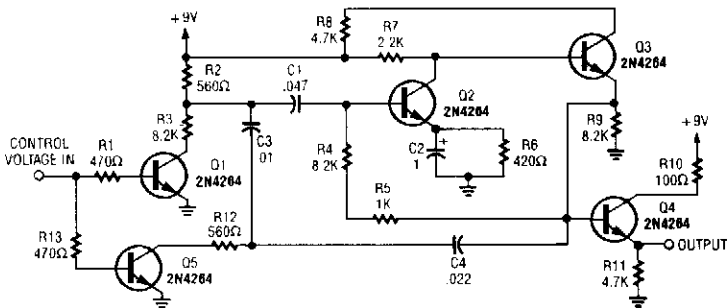 +9V
R8
4.7K
R7
2.2K
Q3
2N4264
R2
560Ω
C1
.047
Q2
2N4264
R3
8.2K
C3
.01
R9
8.2K
+9V
CONTROL
VOLTAGE IN
R1
470Ω
Q1
2N4264
R4
8.2K
C2
1
+
R6
420Ω
R10
100Ω
R5
1K
Q4
2N4264
R13
470Ω
R12
560Ω
OUTPUT
Q5
2N4264
C4
.022
R11
4.7K